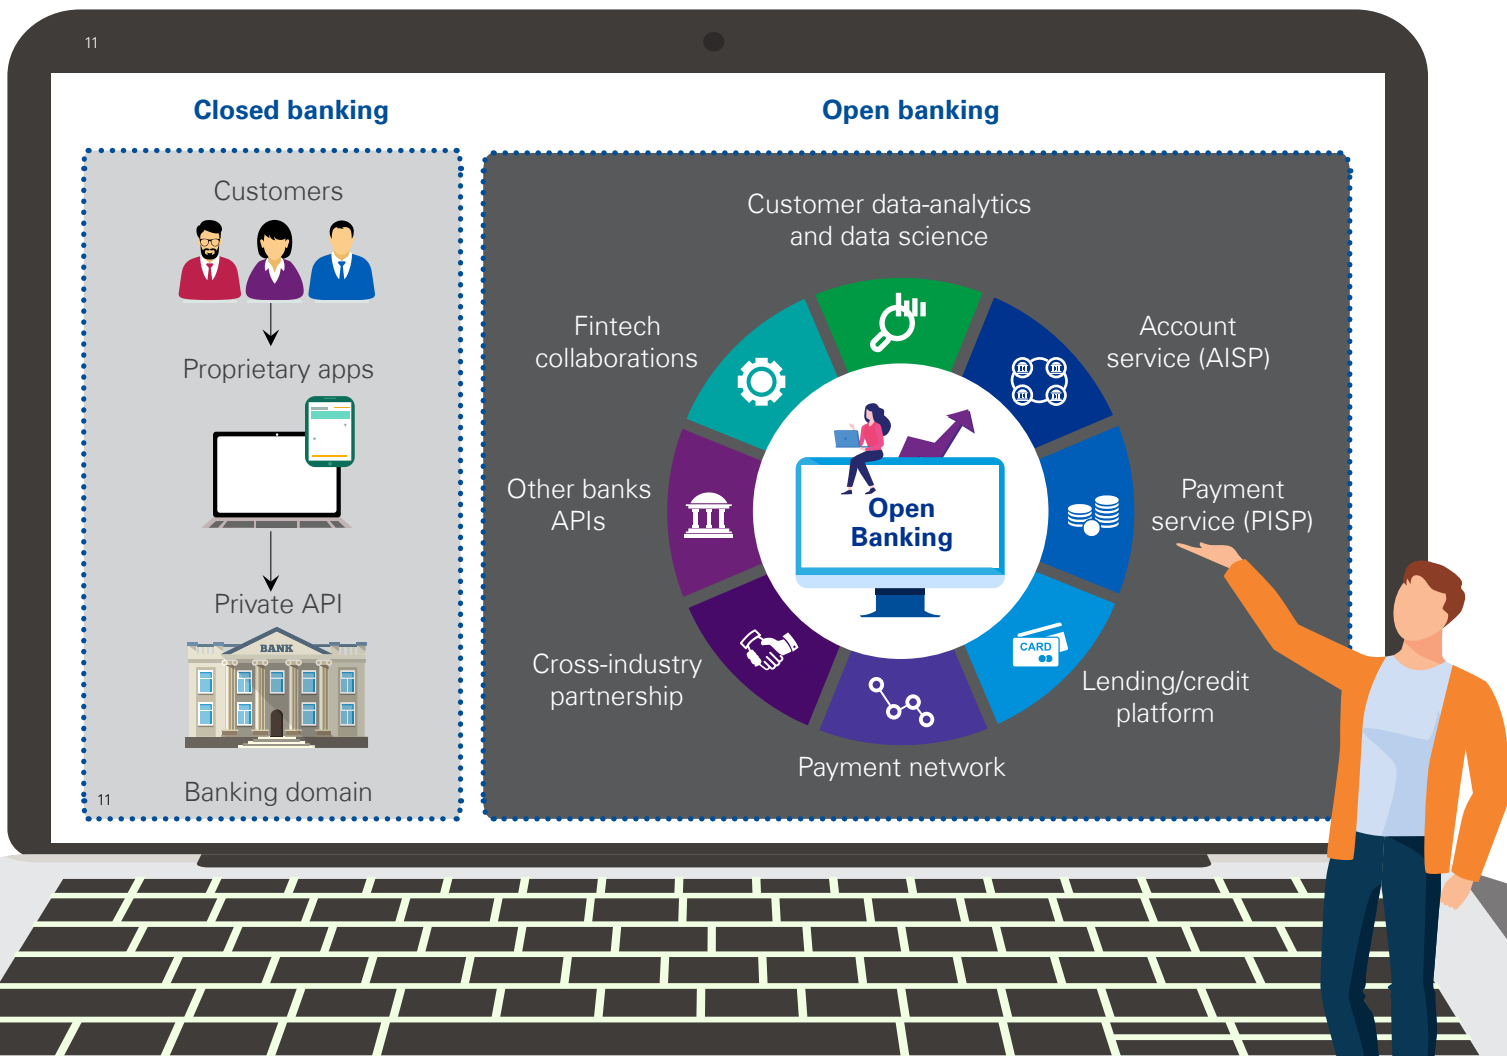 11
Closed banking
Customers
Proprietary apps
Private API
BANK
Banking domain
11
Open banking
Customer data-analytics
and data science
Account
service (AISP)
Payment
service (PISP)
Lending/credit
platform
Payment network
Cross-industry
partnership
Other banks
APIs
Fintech
collaborations
Open
Banking
CARD